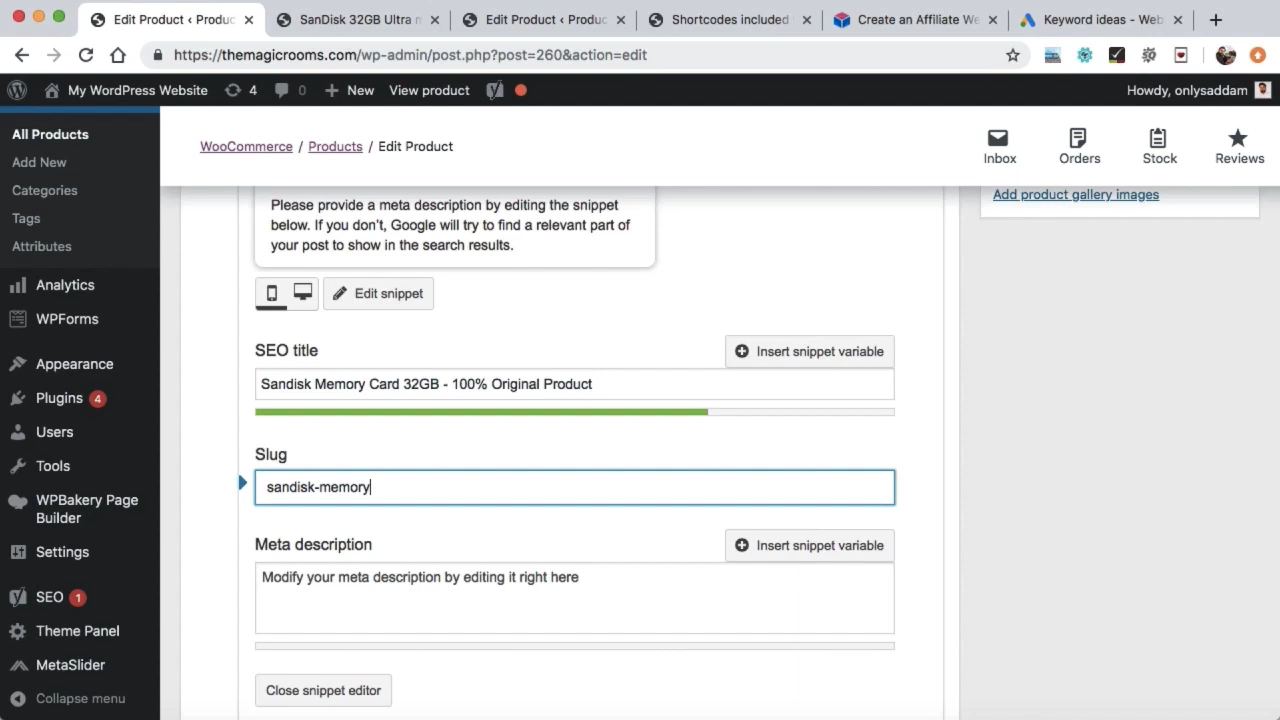 Edit Product ‹ Produc
SanDisk 32GB Ultra m
Edit Product ‹ Produc
Shortcodes included
Create an Affiliate We
Keyword ideas - Web
https://themagicrooms.com/wp-admin/post.php?post=260&action=edit
My WordPress Website
4
0
New
View product
Howdy, onlysaddam
All Products
Add New
Categories
Tags
Attributes
Analytics
WPForms
Appearance
Plugins 4
Users
Tools
WPBakery Page
Builder
Settings
SEO 1
Theme Panel
MetaSlider
Collapse menu
WooCommerce / Products / Edit Product
Inbox
Orders
Stock
Reviews
Add product gallery images
Please provide a meta description by editing the snippet
below. If you don't, Google will try to find a relevant part of
your post to show in the search results.
Edit snippet
SEO title
Insert snippet variable
Sandisk Memory Card 32GB - 100% Original Product
Slug
sandisk-memory
Meta description
Insert snippet variable
Modify your meta description by editing it right here
Close snippet editor